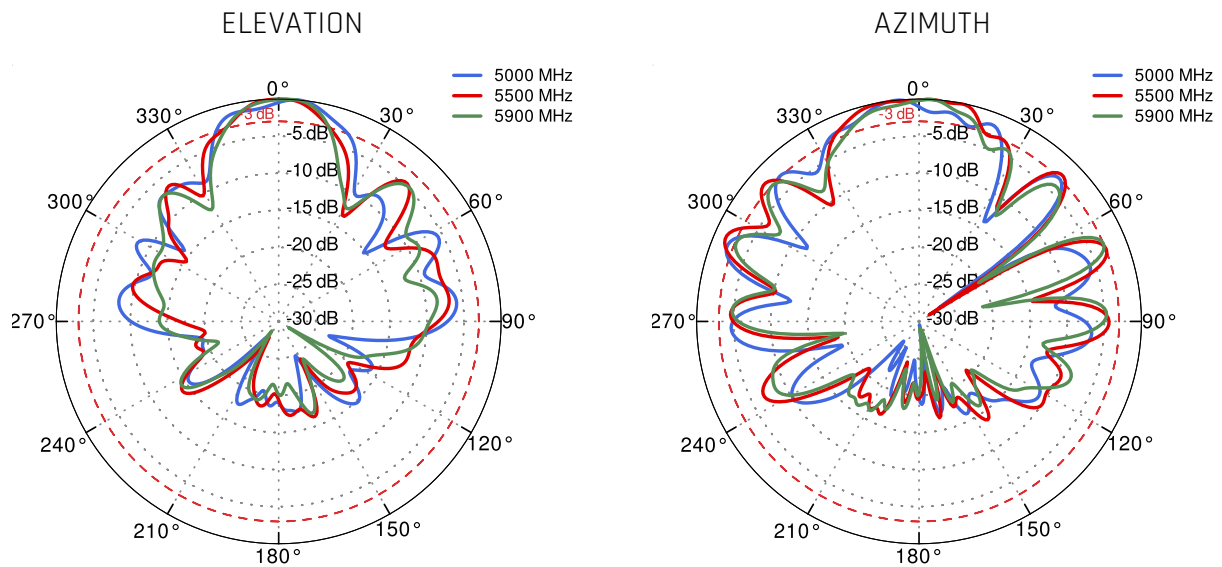 ELEVATION
5000 MHz
5500 MHz
5900 MHz
0°
330°
30°
300°
60°
270°
90°
240°
120°
210°
150°
180°
-3 dB
-5 dB
-10 dB
-15 dB
-20 dB
-25 dB
-30 dB
AZIMUTH
5000 MHz
5500 MHz
5900 MHz
0°
330°
30°
300°
60°
270°
90°
240°
120°
210°
150°
180°
-3 dB
-5 dB
-10 dB
-15 dB
-20 dB
-25 dB
-30 dB